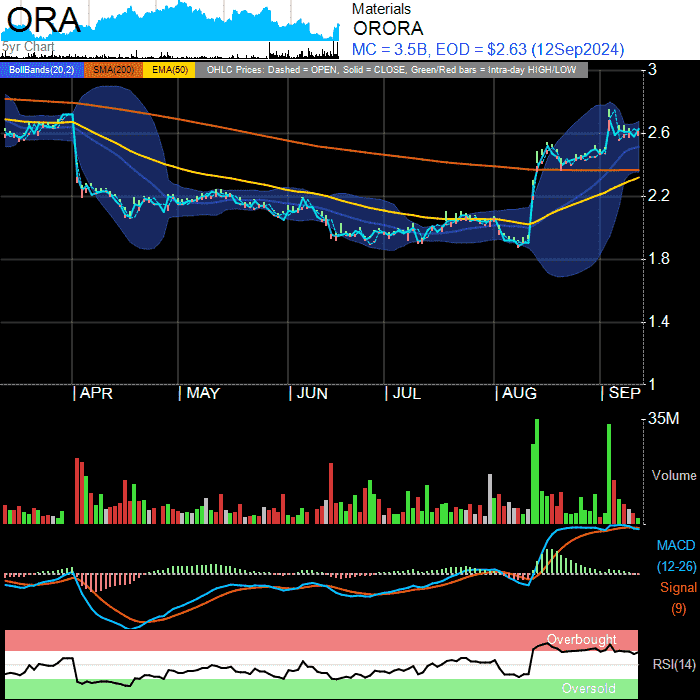 ORA
5yr Chart
Materials
ORORA
MC = 3.5B, EOD = $2.63 (12Sep2024)
BollBands(20,2) SMA(200) EMA(50) OHLC Prices: Dashed = OPEN, Solid = CLOSE, Green/Red bars = Intra-day HIGH/LOW
3
2.6
2.2
1.8
1.4
1
APR MAY JUN JUL AUG SEP
35M
Volume
MACD
(12-26)
Signal
(9)
Overbought
RSI(14)
Oversold